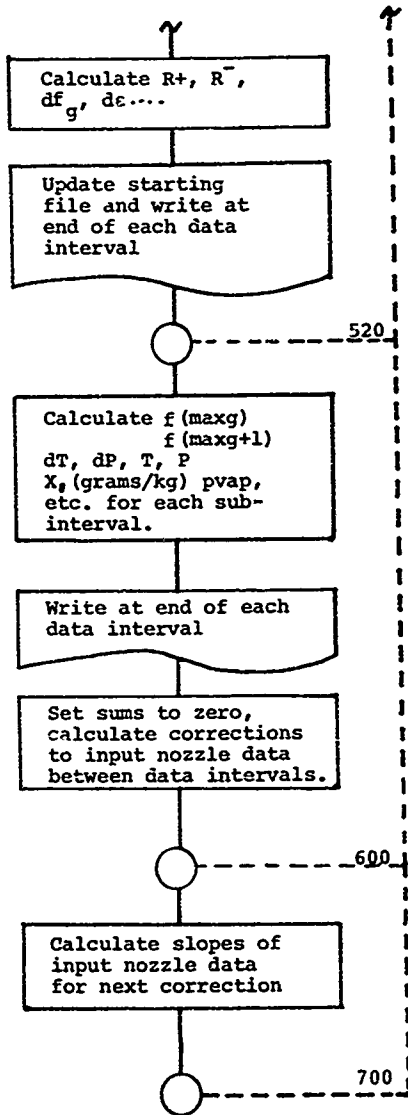 Calculate R+, R⁻,
df_g, dε....
Update starting
file and write at
end of each data
interval
520
Calculate f(maxg)
f(maxg+1)
dT, dP, T, P
X,(grams/kg) pvap,
etc. for each sub-
interval.
Write at end of each
data interval
Set sums to zero,
calculate corrections
to input nozzle data
between data intervals.
600
Calculate slopes of
input nozzle data
for next correction
700